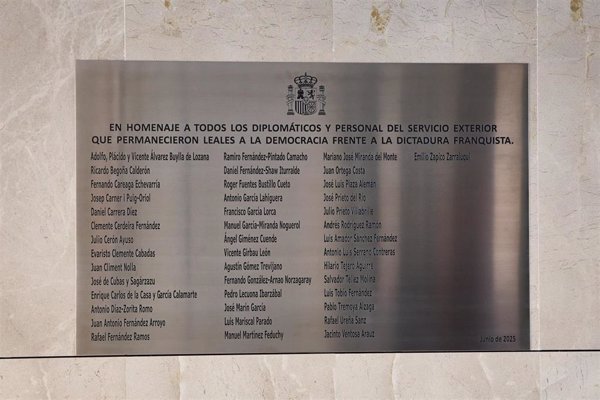 EN HOMENAJE A TODOS LOS DIPLOMÁTICOS Y PERSONAL DEL SERVICIO EXTERIOR
QUE PERMANECIERON LEALES A LA DEMOCRACIA FRENTE A LA DICTADURA FRANQUISTA.
Adolfo, Plácido y Vicente Álvarez Buylla de Lozana
Ricardo Begoña Calderón
Fernando Careaga Echevarría
Josep Carner i Puig-Oriol
Daniel Carrera Díez
Clemente Cerdeira Fernández
Julio Cerón Ayuso
Evaristo Clemente Cabadas
Juan Climent Nolla
José de Cubas y Sagárzazu
Enrique Carlos de la Casa y García Calamarte
Antonio Díaz-Zorita Romo
Juan Antonio Fernández Arroyo
Rafael Fernández Ramos
Ramiro Fernández-Pintado Camacho
Daniel Fernández-Shaw Iturralde
Roger Fuentes Bustillo Cueto
Antonio García Lahiguera
Francisco García Lorca
Manuel García-Miranda Noguerol
Ángel Giménez Cuende
Vicente Girbau León
Agustín Gómez Trevijano
Fernando González-Arnao Norzagaray
Pedro Lecuona Ibarzábal
José Marín García
Luis Mariscal Parado
Manuel Martínez Feduchy
Mariano José Miranda del Monte
Juan Ortega Costa
José Luis Plaza Alemán
José Prieto del Río
Julio Prieto Villabrille
Andrés Rodríguez Ramón
Luis Amador Sánchez Fernández
Antonio Luis Serrano Contreras
Hilario Tejero Aguirre
Salvador Téllez Molina
Luis Tobío Fernández
Pablo Tremoya Alzaga
Rafael Ureña Sanz
Jacinto Ventosa Arauz
Emilio Zapico Zarraluqui
Junio de 2025